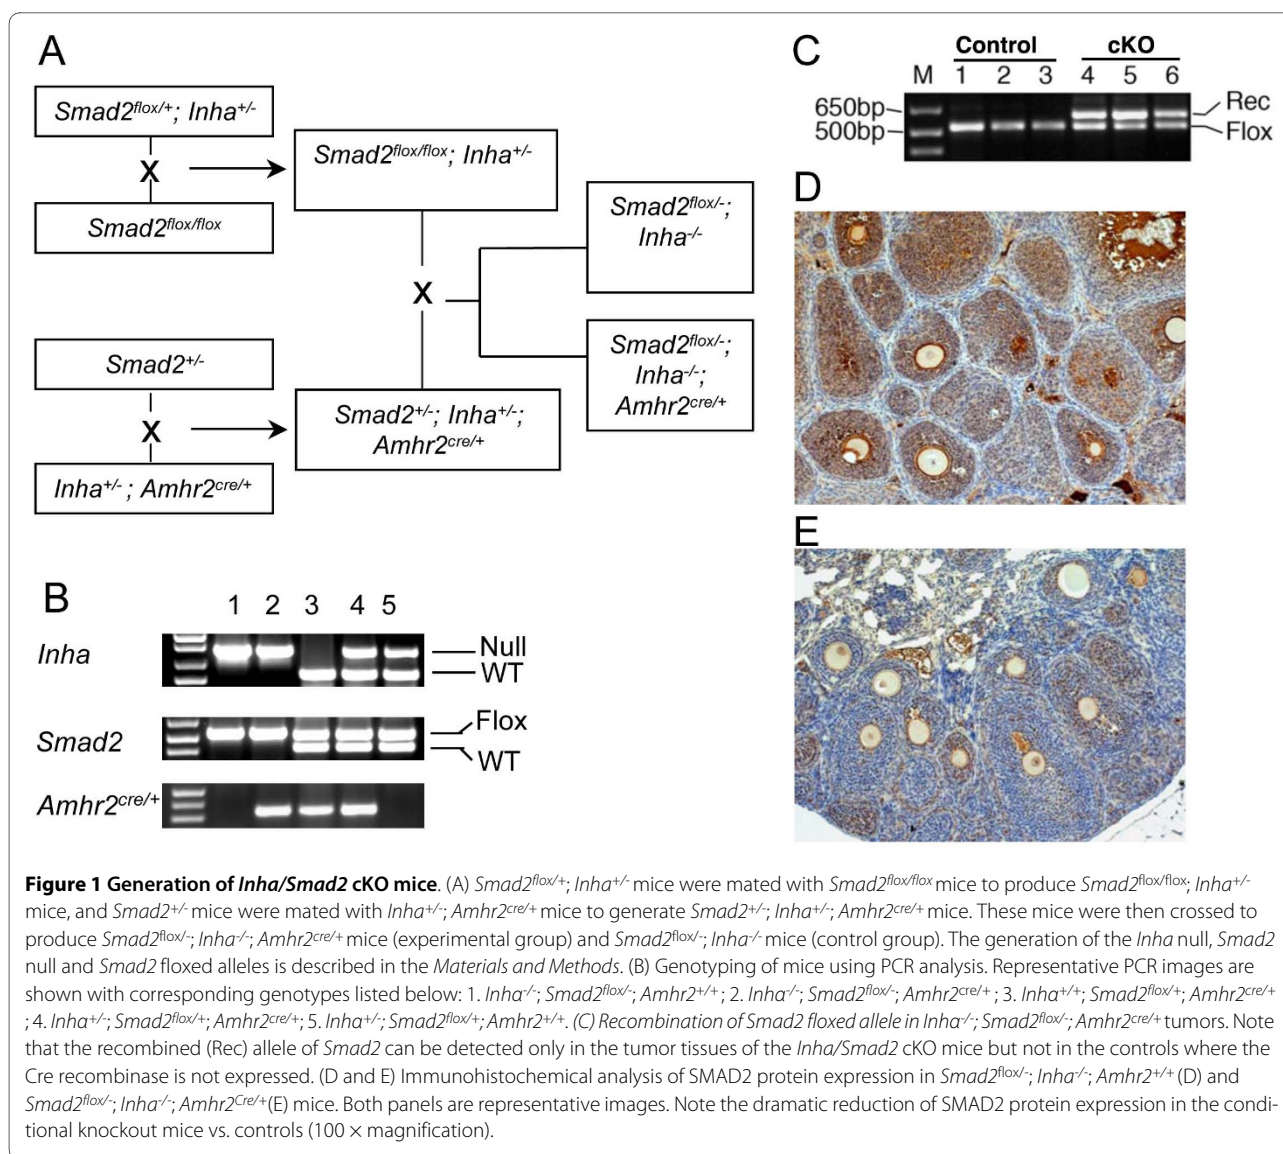 A
Smad2flox/+; Inha+/-
X
Smad2flox/flox
Smad2flox/flox; Inha+/-
Smad2+/-
X
Inha+/-; Amhr2cre/+
Smad2+/-; Inha+/-;
Amhr2cre/+
X
Smad2flox/-;
Inha-/-
Smad2flox/-;
Inha-/-;
Amhr2cre/+
B
1 2 3 4 5
Inha
Null
WT
Smad2
Flox
WT
Amhr2cre/+
C
Control cKO
M 1 2 3 4 5 6
650bp
500bp
Rec
Flox
D
E
Figure 1 Generation of Inha/Smad2 cKO mice. (A) Smad2flox/+; Inha+/- mice were mated with Smad2flox/flox mice to produce Smad2flox/flox; Inha+/-
mice, and Smad2+/- mice were mated with Inha+/-; Amhr2cre/+ mice to generate Smad2+/-; Inha+/-; Amhr2cre/+ mice. These mice were then crossed to
produce Smad2flox/-; Inha-/-; Amhr2cre/+ mice (experimental group) and Smad2flox/-; Inha-/- mice (control group). The generation of the Inha null, Smad2
null and Smad2 floxed alleles is described in the Materials and Methods. (B) Genotyping of mice using PCR analysis. Representative PCR images are
shown with corresponding genotypes listed below: 1. Inha-/-; Smad2flox/-; Amhr2+/+ ; 2. Inha-/-; Smad2flox/-; Amhr2cre/+ ; 3. Inha+/+; Smad2flox/+; Amhr2cre/+
; 4. Inha+/-; Smad2flox/+; Amhr2cre/+; 5. Inha+/-; Smad2flox/+; Amhr2+/+. (C) Recombination of Smad2 floxed allele in Inha-/-; Smad2flox/-; Amhr2cre/+ tumors. Note
that the recombined (Rec) allele of Smad2 can be detected only in the tumor tissues of the Inha/Smad2 cKO mice but not in the controls where the
Cre recombinase is not expressed. (D and E) Immunohistochemical analysis of SMAD2 protein expression in Smad2flox/-; Inha-/-; Amhr2+/+ (D) and
Smad2flox/-; Inha-/-; Amhr2Cre/+(E) mice. Both panels are representative images. Note the dramatic reduction of SMAD2 protein expression in the condi-
tional knockout mice vs. controls (100 × magnification).